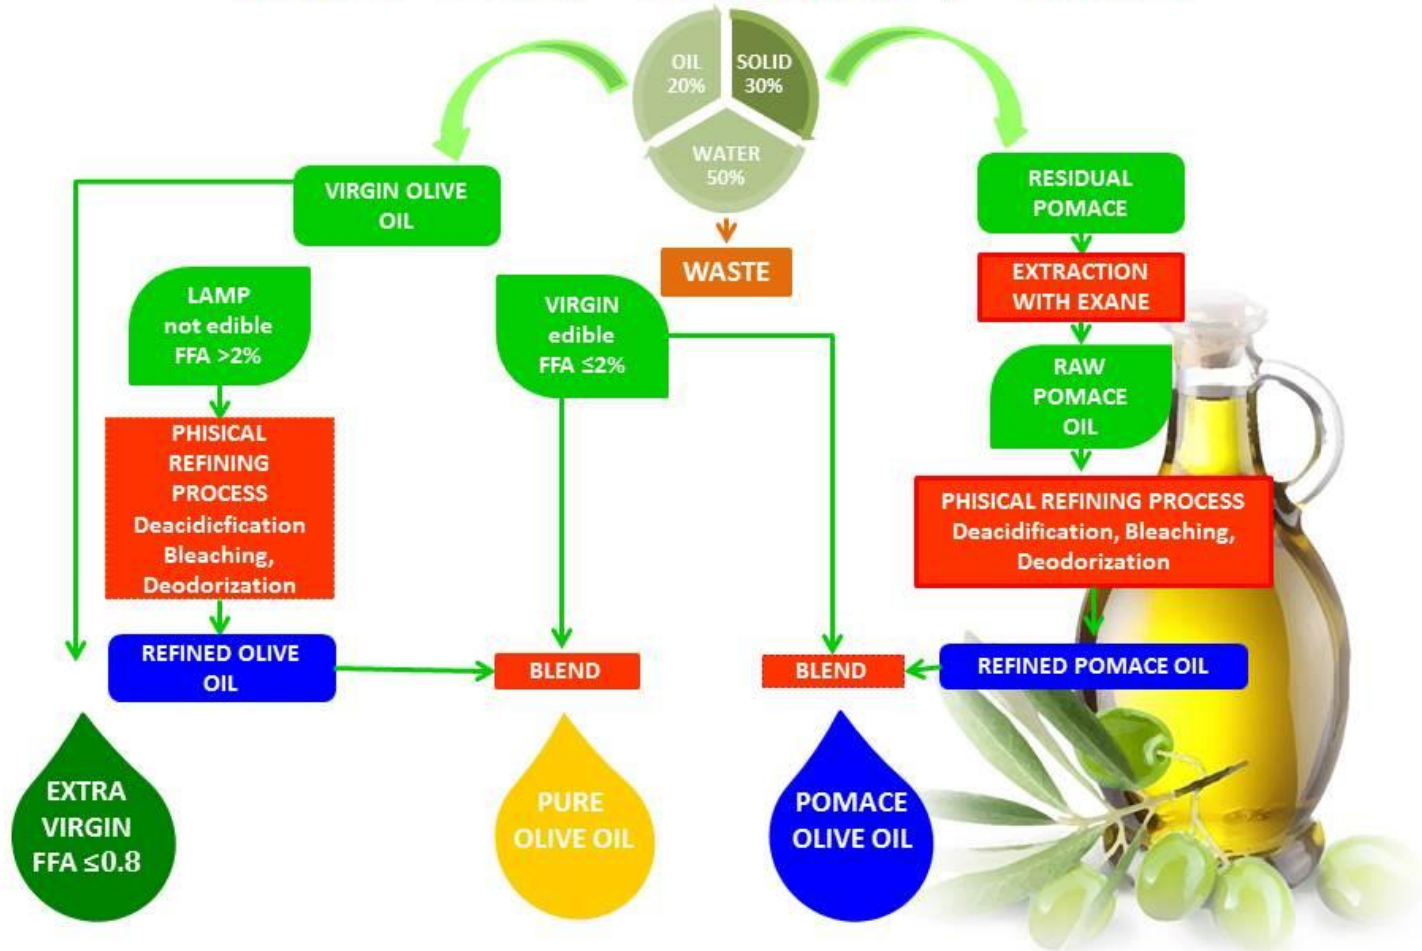 OIL
20%
SOLID
30%
WATER
50%
VIRGIN OLIVE
OIL
RESIDUAL
POMACE
WASTE
EXTRACTION
WITH EXANE
LAMP
not edible
FFA >2%
VIRGIN
edible
FFA ≤2%
RAW
POMACE
OIL
PHISICAL
REFINING
PROCESS
Deacidicfication
Bleaching,
Deodorization
PHISICAL REFINING PROCESS
Deacidification, Bleaching,
Deodorization
REFINED OLIVE
OIL
BLEND
BLEND
REFINED POMACE OIL
EXTRA
VIRGIN
FFA ≤0.8
PURE
OLIVE OIL
POMACE
OLIVE OIL